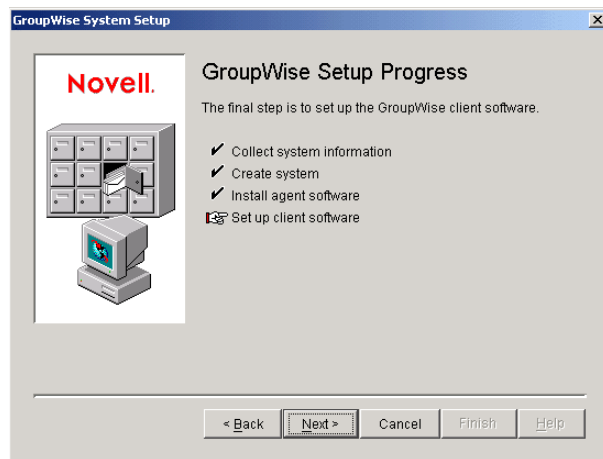 GroupWise System Setup
Novell.
GroupWise Setup Progress
The final step is to set up the GroupWise client software.
Collect system information
Create system
Install agent software
Set up client software
< Back
Next >
Cancel
Finish
Help